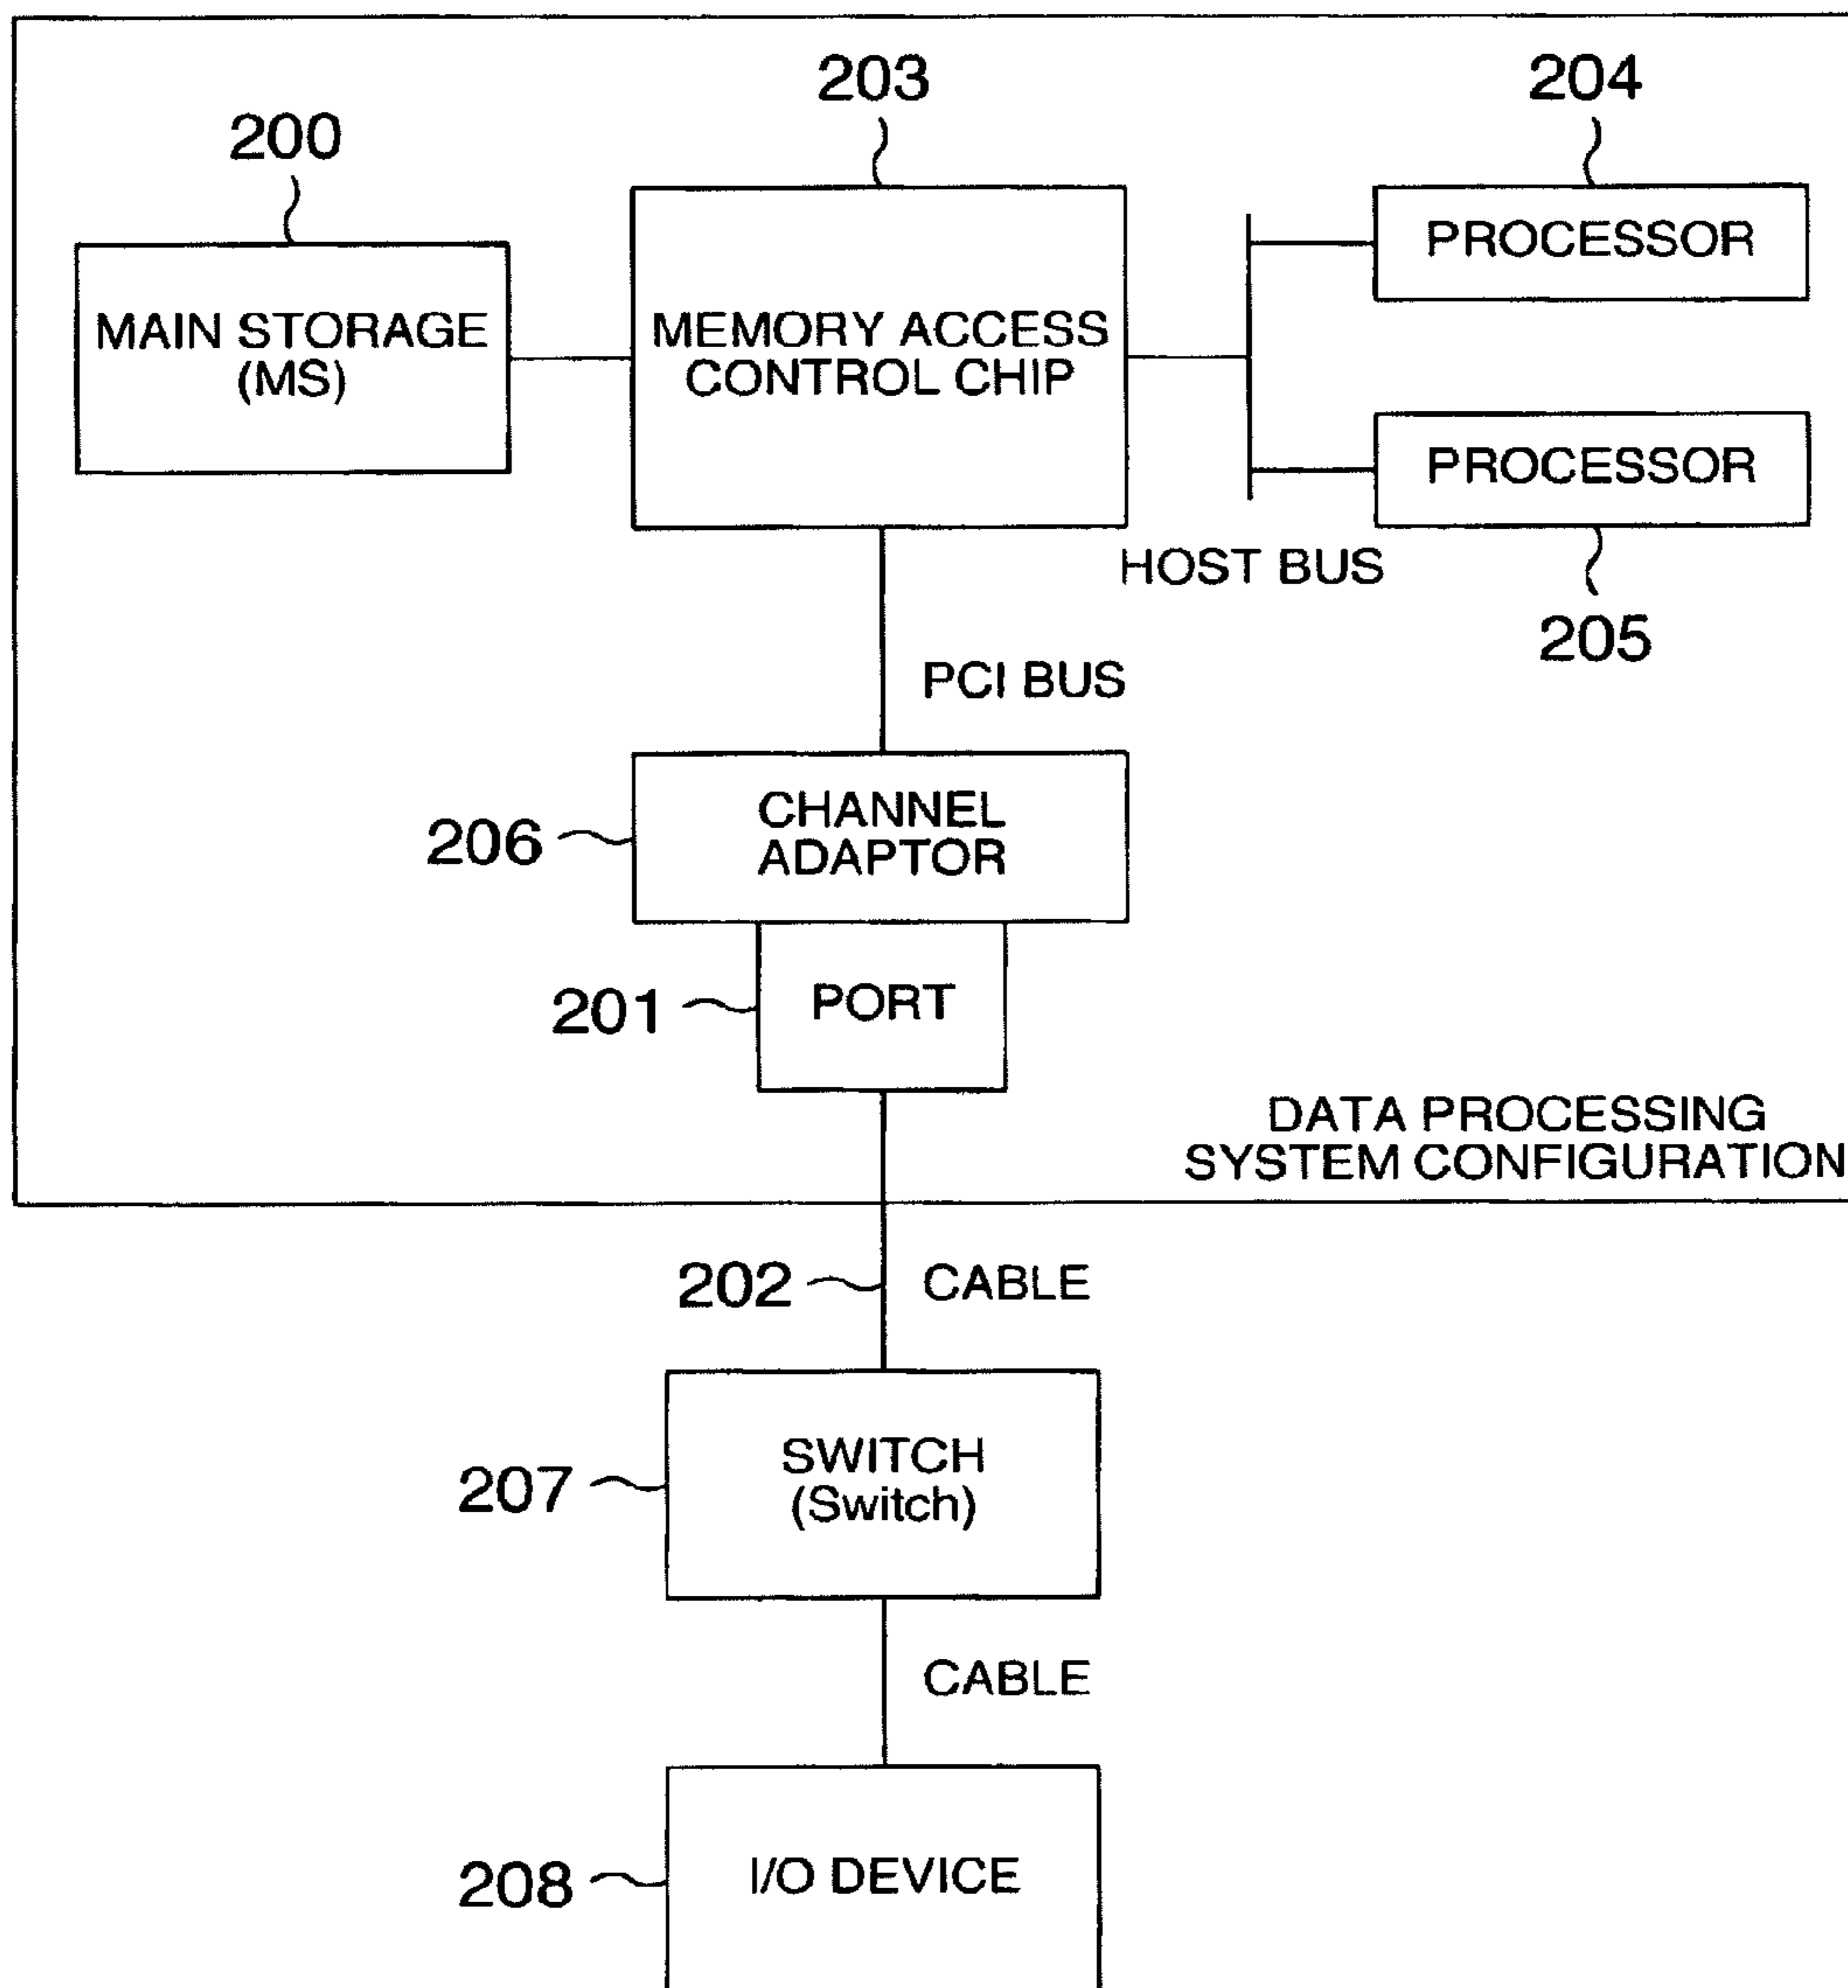 203
204
200
MAIN STORAGE
(MS)
MEMORY ACCESS
CONTROL CHIP
PROCESSOR
PROCESSOR
HOST BUS
205
PCI BUS
206
CHANNEL
ADAPTOR
201
PORT
DATA PROCESSING
SYSTEM CONFIGURATION
202
CABLE
207
SWITCH
(Switch)
CABLE
208
I/O DEVICE